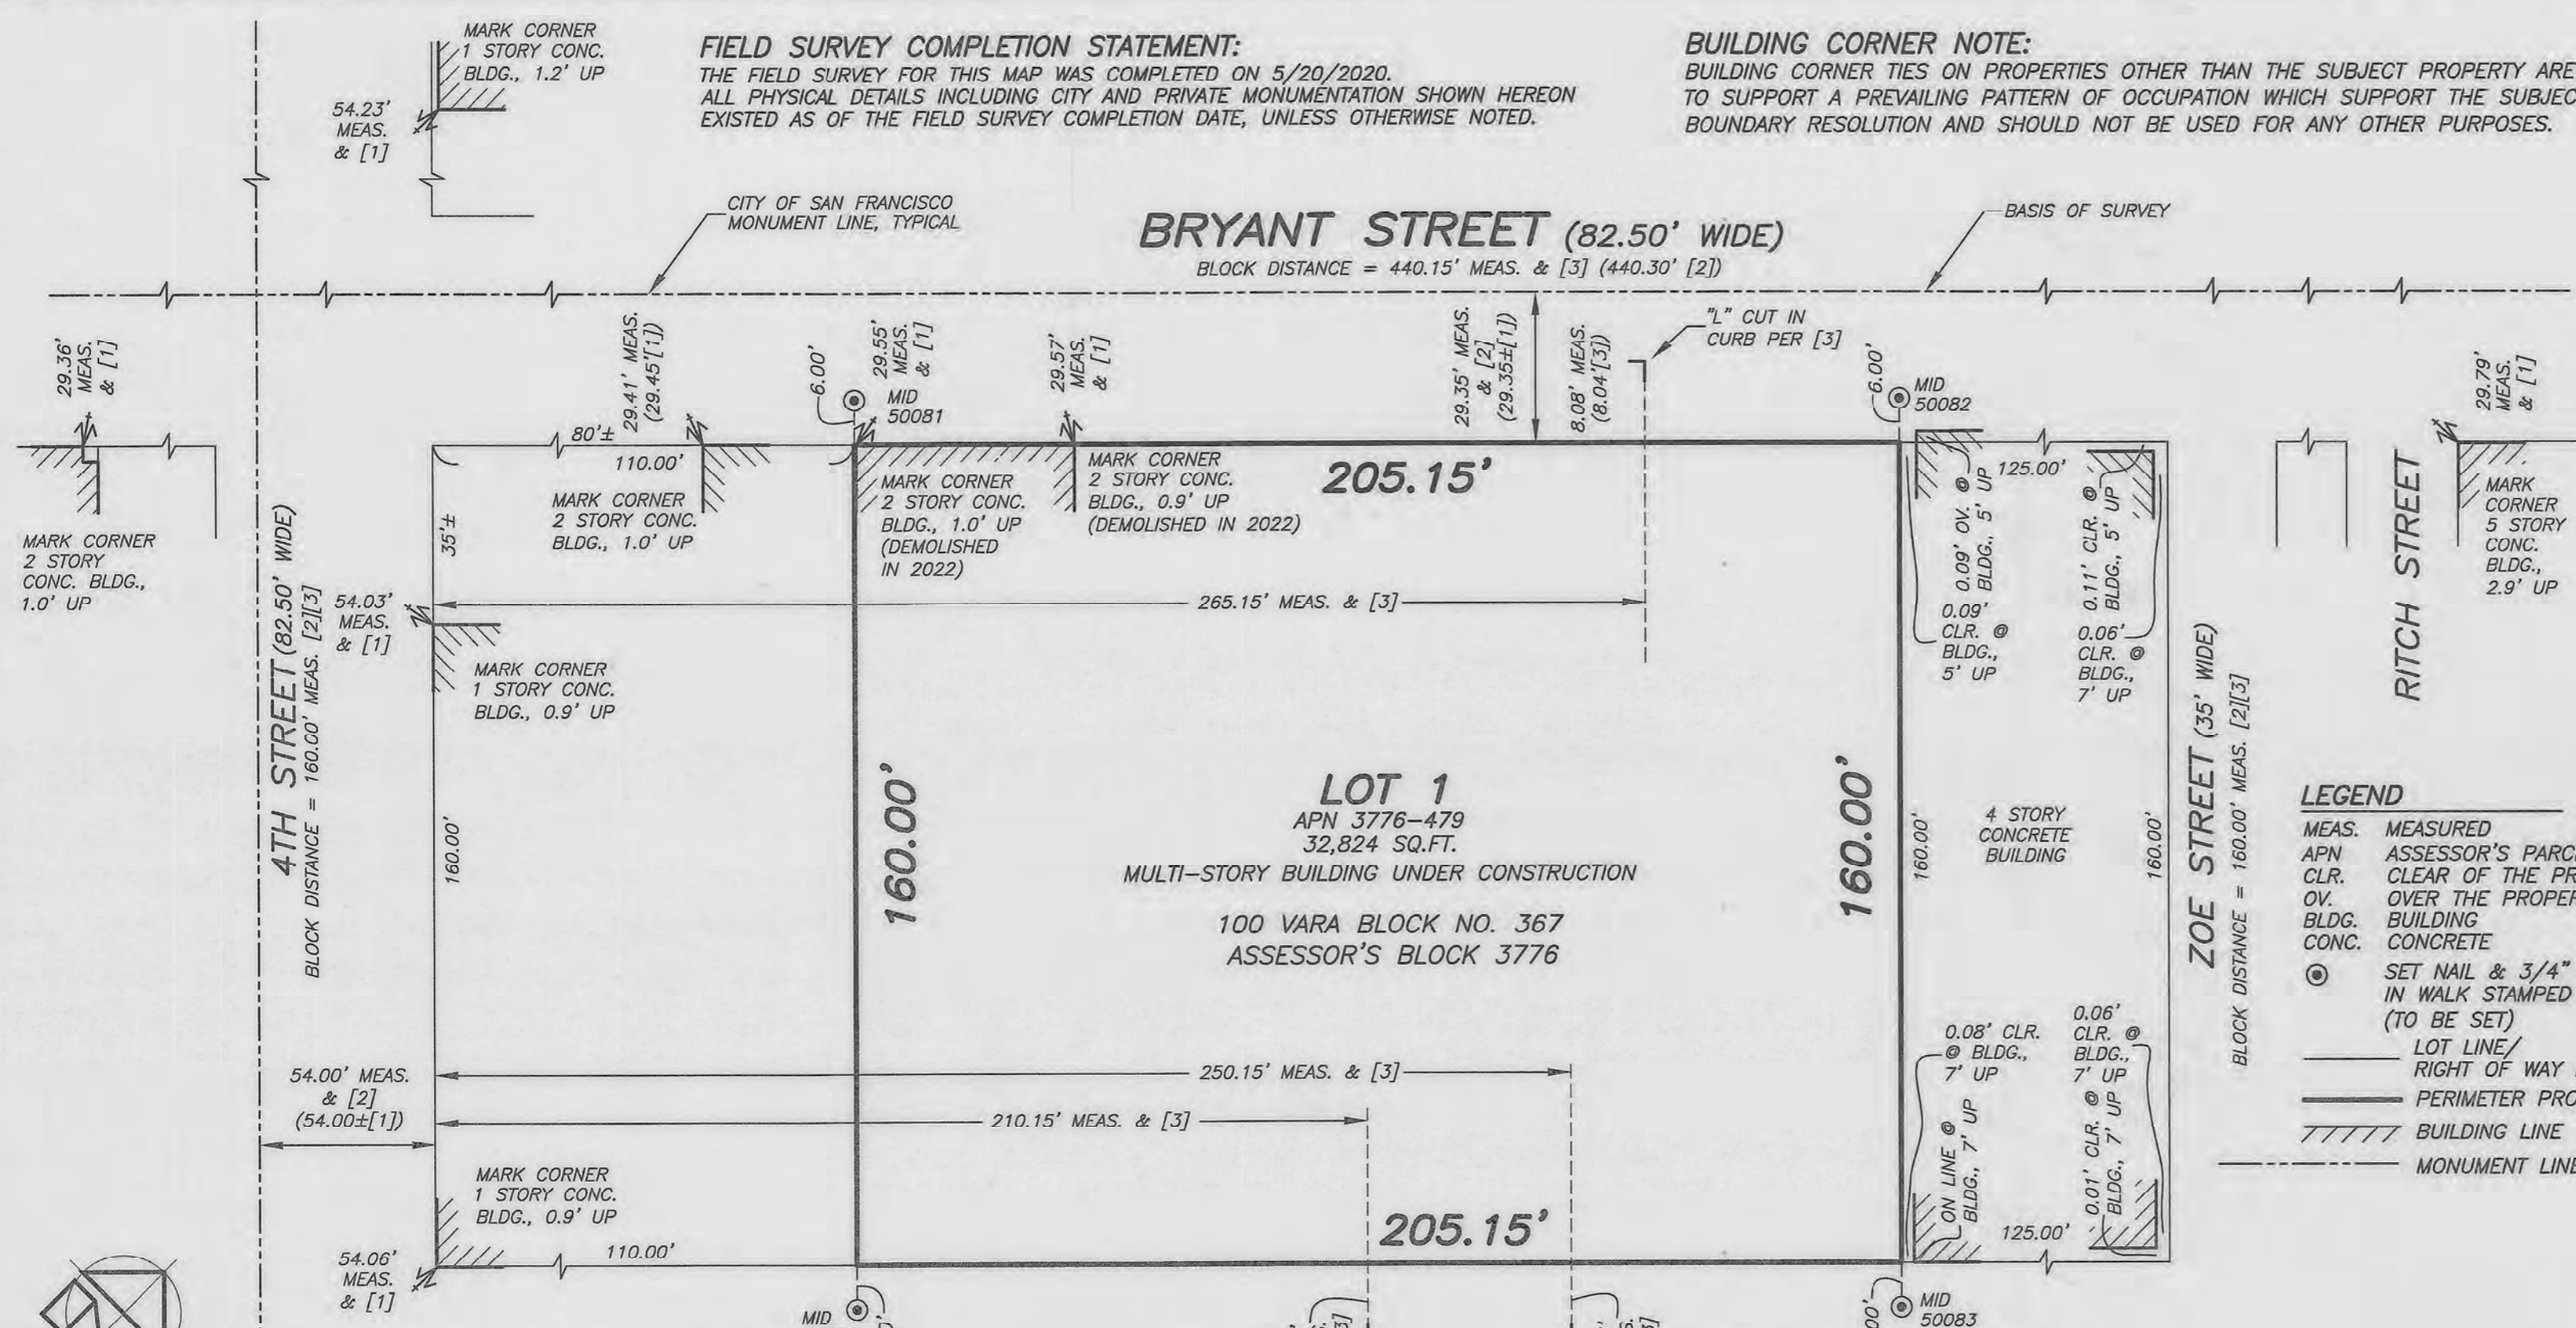 MARK CORNER
1 STORY CONC.
BLDG., 1.2' UP
54.23'
MEAS.
& [1]
FIELD SURVEY COMPLETION STATEMENT:
THE FIELD SURVEY FOR THIS MAP WAS COMPLETED ON 5/20/2020.
ALL PHYSICAL DETAILS INCLUDING CITY AND PRIVATE MONUMENTATION SHOWN HEREON
EXISTED AS OF THE FIELD SURVEY COMPLETION DATE, UNLESS OTHERWISE NOTED.
BUILDING CORNER NOTE:
BUILDING CORNER TIES ON PROPERTIES OTHER THAN THE SUBJECT PROPERTY ARE
TO SUPPORT A PREVAILING PATTERN OF OCCUPATION WHICH SUPPORT THE SUBJEC
BOUNDARY RESOLUTION AND SHOULD NOT BE USED FOR ANY OTHER PURPOSES.
CITY OF SAN FRANCISCO
MONUMENT LINE, TYPICAL
BRYANT STREET (82.50' WIDE)
BLOCK DISTANCE = 440.15' MEAS. & [3] (440.30' [2])
BASIS OF SURVEY
29.36'
MEAS.
& [1]
29.41' MEAS.
(29.45'[1])
6.00'
29.55'
MEAS.
& [1]
MID
50081
29.57'
MEAS.
& [1]
29.35' MEAS.
& [2]
(29.35±[1])
8.08' MEAS.
(8.04'[3])
"L" CUT IN
CURB PER [3]
6.00'
MID
50082
29.79'
MEAS.
& [1]
80'±
110.00'
35'±
MARK CORNER
2 STORY CONC.
BLDG., 1.0' UP
MARK CORNER
2 STORY CONC.
BLDG., 1.0' UP
(DEMOLISHED
IN 2022)
MARK CORNER
2 STORY CONC.
BLDG., 0.9' UP
(DEMOLISHED IN 2022)
205.15'
125.00'
0.09' OV. @
BLDG., 5' UP
0.11' CLR. @
BLDG., 5' UP
0.09'
CLR. @
BLDG.,
5' UP
0.06'
CLR. @
BLDG.,
7' UP
MARK CORNER
2 STORY
CONC. BLDG.,
1.0' UP
4TH STREET (82.50' WIDE)
BLOCK DISTANCE = 160.00' MEAS. [2][3]
54.03'
MEAS.
& [1]
MARK CORNER
1 STORY CONC.
BLDG., 0.9' UP
265.15' MEAS. & [3]
RITCH STREET
MARK
CORNER
5 STORY
CONC.
BLDG.,
2.9' UP
160.00'
160.00'
LOT 1
APN 3776-479
32,824 SQ.FT.
MULTI-STORY BUILDING UNDER CONSTRUCTION
100 VARA BLOCK NO. 367
ASSESSOR'S BLOCK 3776
160.00'
160.00'
4 STORY
CONCRETE
BUILDING
160.00'
ZOE STREET (35' WIDE)
BLOCK DISTANCE = 160.00' MEAS. [2][3]
LEGEND
MEAS. MEASURED
APN ASSESSOR'S PARC
CLR. CLEAR OF THE PR
OV. OVER THE PROPER
BLDG. BUILDING
CONC. CONCRETE
SET NAIL & 3/4"
IN WALK STAMPED
(TO BE SET)
LOT LINE/
RIGHT OF WAY
PERIMETER PRO
BUILDING LINE
MONUMENT LINE
54.00' MEAS.
& [2]
(54.00±[1])
250.15' MEAS. & [3]
210.15' MEAS. & [3]
0.08' CLR.
@ BLDG.,
7' UP
0.06'
CLR. @
BLDG.,
7' UP
ON LINE @
BLDG., 7' UP
0.01' CLR. @
BLDG., 7' UP
MARK CORNER
1 STORY CONC.
BLDG., 0.9' UP
54.06'
MEAS.
& [1]
110.00'
205.15'
125.00'
MID
MID
50083